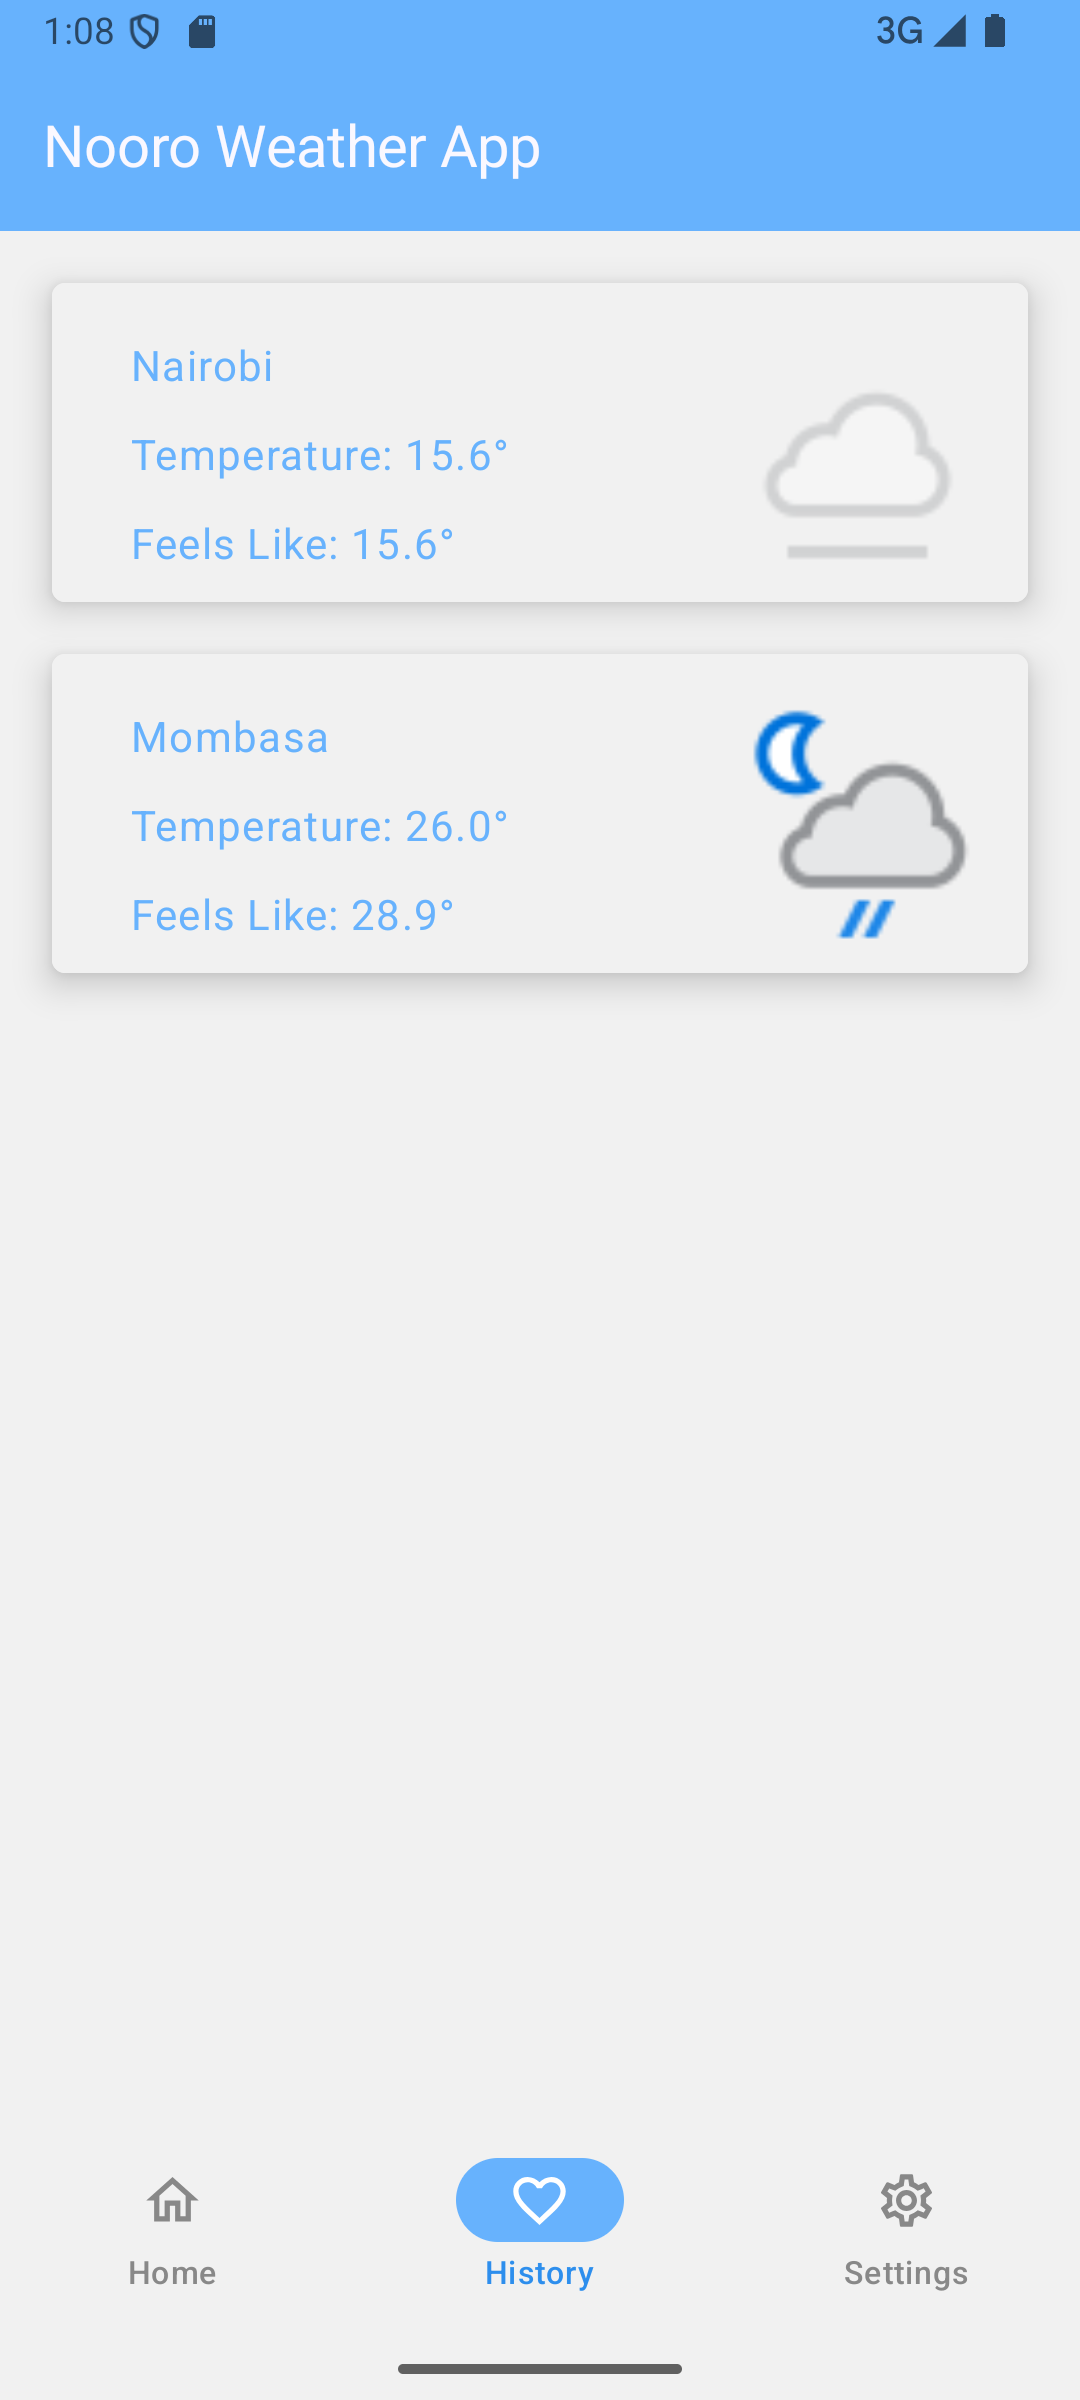 1:08 3G
Nooro Weather App
Nairobi
Temperature: 15.6°
Feels Like: 15.6°
Mombasa
Temperature: 26.0°
Feels Like: 28.9°
Home History Settings